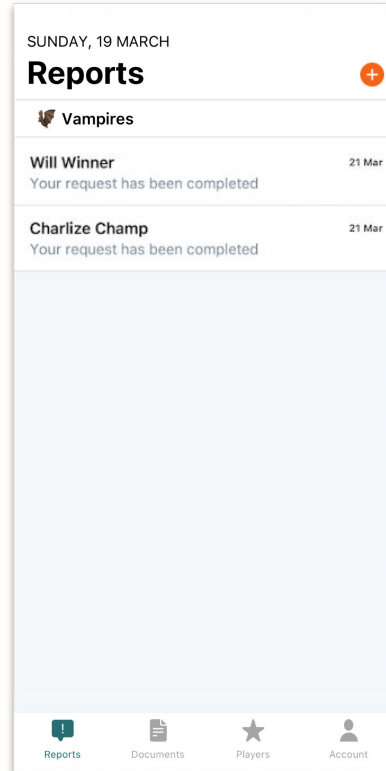 SUNDAY, 19 MARCH
Reports
Vampires
Will Winner 21 Mar
Your request has been completed
Charlize Champ 21 Mar
Your request has been completed
Reports Documents Players Account